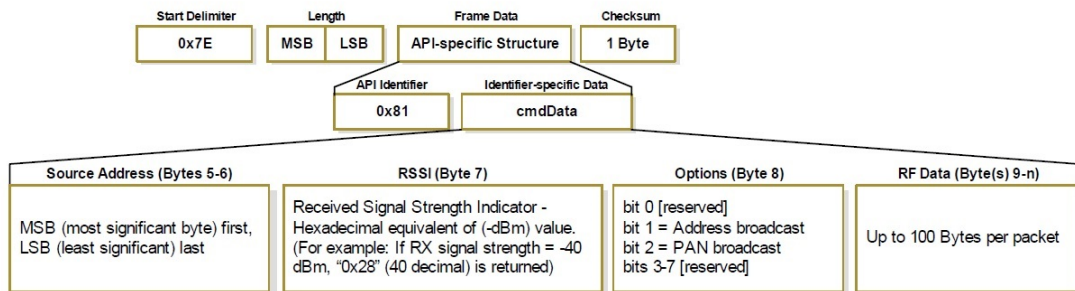 Start Delimiter
Length
Frame Data
Checksum
0x7E
MSB
LSB
API-specific Structure
1 Byte
API Identifier
Identifier-specific Data
0x81
cmdData
Source Address (Bytes 5-6)
MSB (most significant byte) first,
LSB (least significant) last
RSSI (Byte 7)
Received Signal Strength Indicator -
Hexadecimal equivalent of (-dBm) value.
(For example: If RX signal strength = -40
dBm, “0x28” (40 decimal) is returned)
Options (Byte 8)
bit 0 [reserved]
bit 1 = Address broadcast
bit 2 = PAN broadcast
bits 3-7 [reserved]
RF Data (Byte(s) 9-n)
Up to 100 Bytes per packet